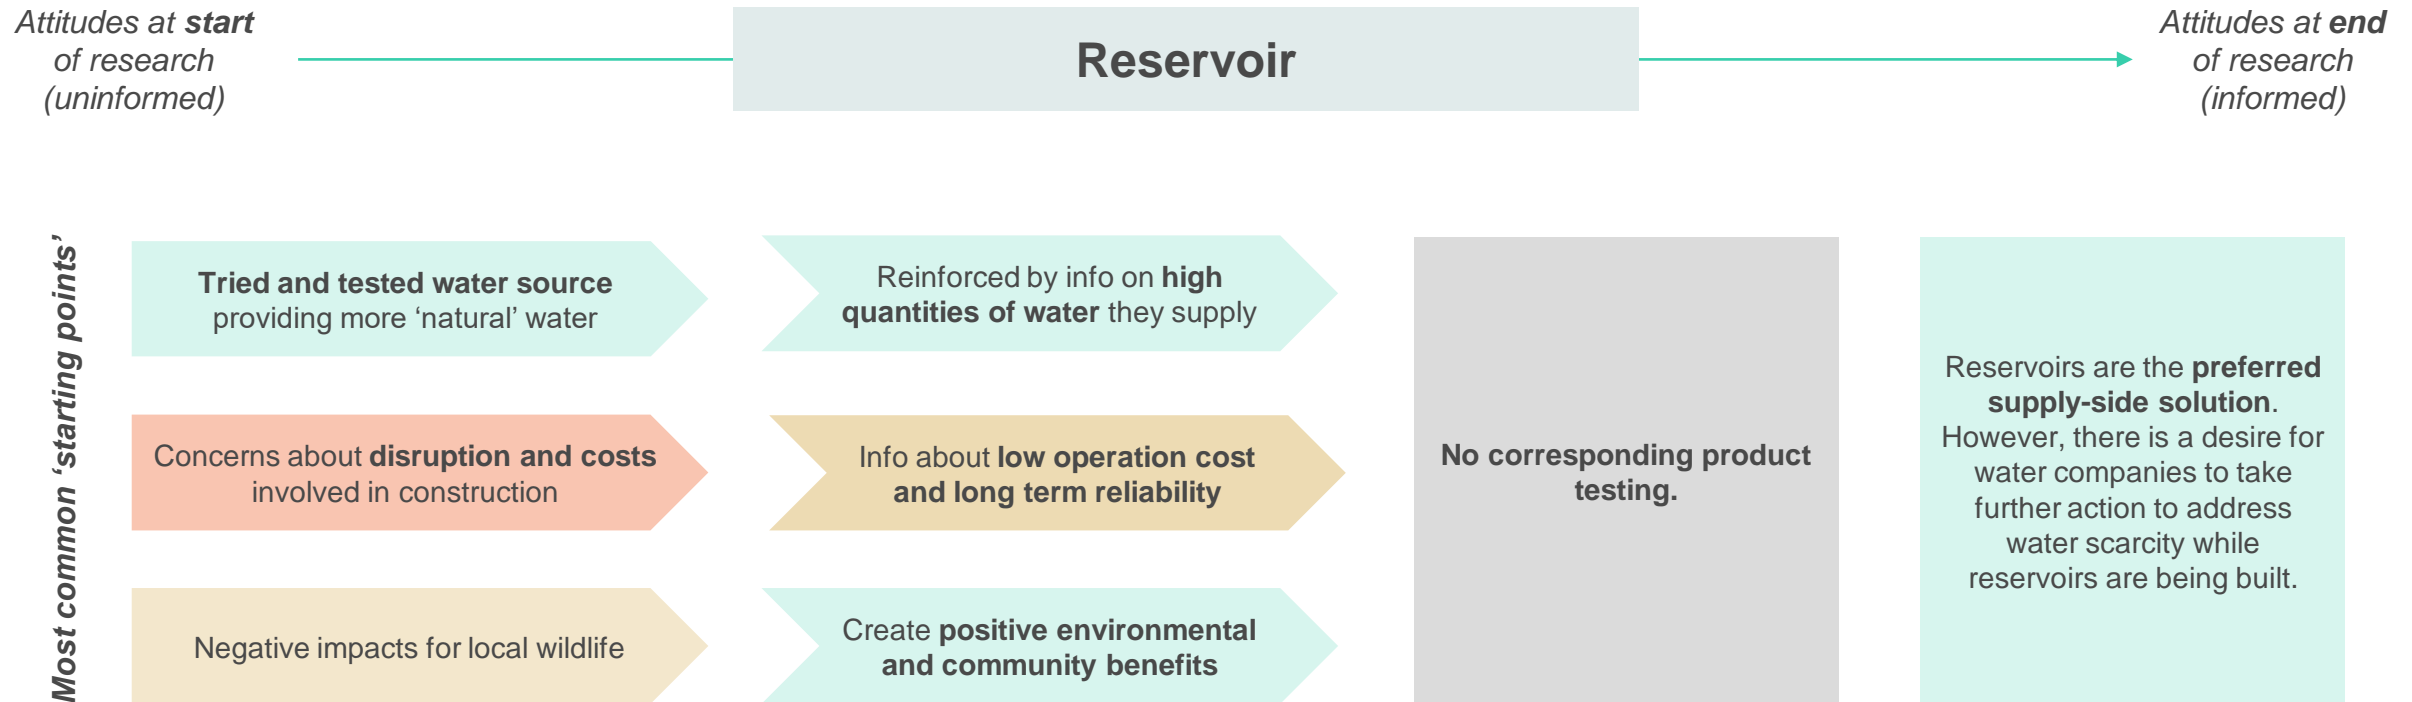 Attitudes at start
of research
(uninformed)
Reservoir
Attitudes at end
of research
(informed)
Most common ‘starting points’
Tried and tested water source
providing more ‘natural’ water
Reinforced by info on high
quantities of water they supply
Concerns about disruption and costs
involved in construction
Info about low operation cost
and long term reliability
Negative impacts for local wildlife
Create positive environmental
and community benefits
No corresponding product
testing.
Reservoirs are the preferred
supply-side solution.
However, there is a desire for
water companies to take
further action to address
water scarcity while
reservoirs are being built.